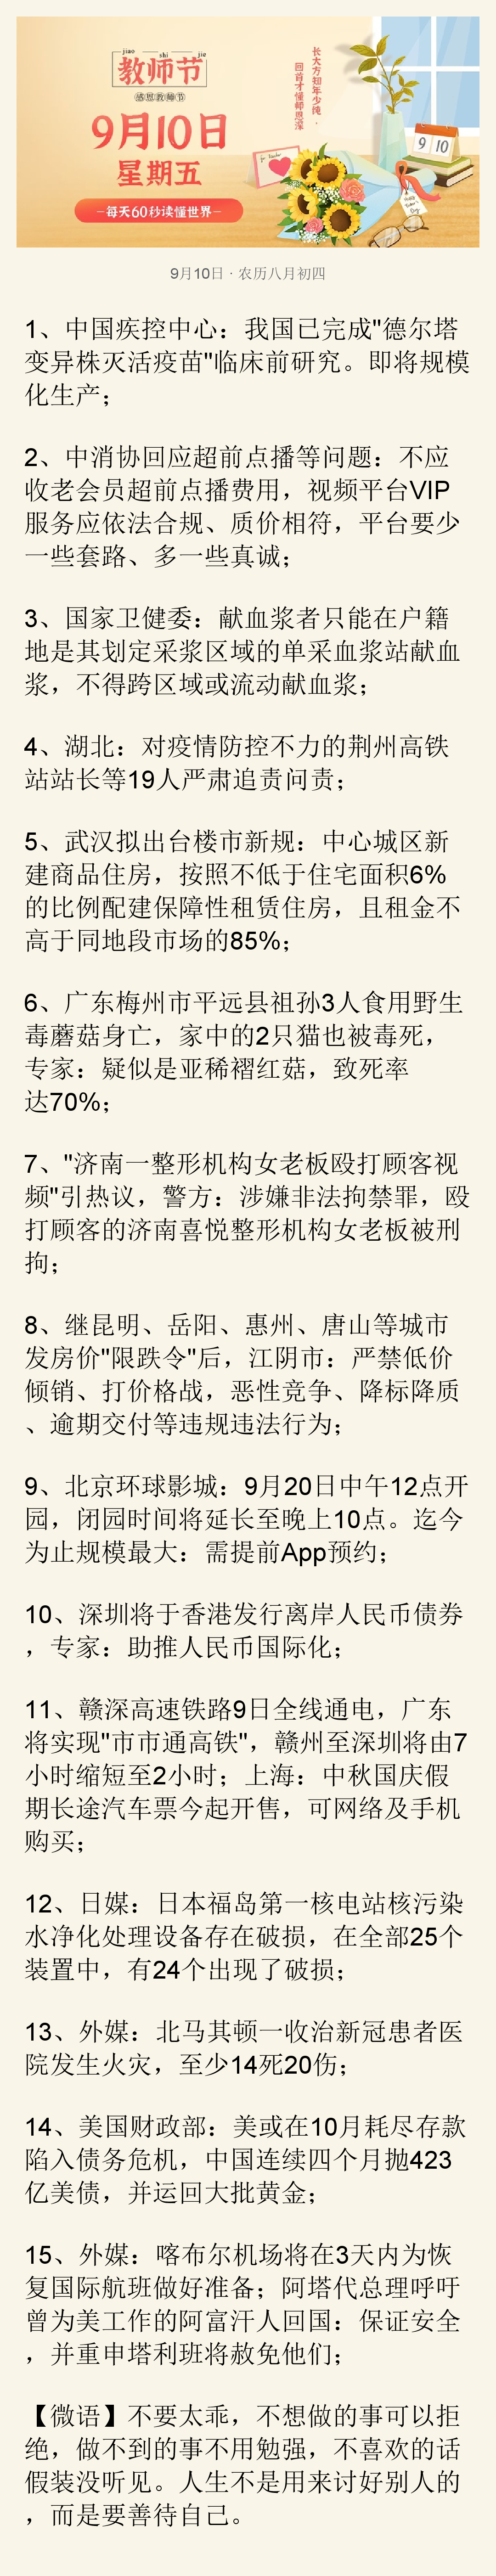 jiao shi jie
教师节
感恩教师节
9月10日
星期五
—每天60秒读懂世界—
长大方知年少纯·
回首才懂师恩深
for Teacher
9 10
9月10日 · 农历八月初四
1、中国疾控中心：我国已完成"德尔塔
变异株灭活疫苗"临床前研究。即将规模
化生产；
2、中消协回应超前点播等问题：不应
收老会员超前点播费用，视频平台VIP
服务应依法合规、质价相符，平台要少
一些套路、多一些真诚；
3、国家卫健委：献血浆者只能在户籍
地是其划定采浆区域的单采血浆站献血
浆，不得跨区域或流动献血浆；
4、湖北：对疫情防控不力的荆州高铁
站站长等19人严肃追责问责；
5、武汉拟出台楼市新规：中心城区新
建商品住房，按照不低于住宅面积6%
的比例配建保障性租赁住房，且租金不
高于同地段市场的85%；
6、广东梅州市平远县祖孙3人食用野生
毒蘑菇身亡，家中的2只猫也被毒死，
专家：疑似是亚稀褶红菇，致死率
达70%；
7、"济南一整形机构女老板殴打顾客视
频"引热议，警方：涉嫌非法拘禁罪，殴
打顾客的济南喜悦整形机构女老板被刑
拘；
8、继昆明、岳阳、惠州、唐山等城市
发房价"限跌令"后，江阴市：严禁低价
倾销、打价格战，恶性竞争、降标降质
、逾期交付等违规违法行为；
9、北京环球影城：9月20日中午12点开
园，闭园时间将延长至晚上10点。迄今
为止规模最大：需提前App预约；
10、深圳将于香港发行离岸人民币债券
，专家：助推人民币国际化；
11、赣深高速铁路9日全线通电，广东
将实现"市市通高铁"，赣州至深圳将由7
小时缩短至2小时；上海：中秋国庆假
期长途汽车票今起开售，可网络及手机
购买；
12、日媒：日本福岛第一核电站核污染
水净化处理设备存在破损，在全部25个
装置中，有24个出现了破损；
13、外媒：北马其顿一收治新冠患者医
院发生火灾，至少14死20伤；
14、美国财政部：美或在10月耗尽存款
陷入债务危机，中国连续四个月抛423
亿美债，并运回大批黄金；
15、外媒：喀布尔机场将在3天内为恢
复国际航班做好准备；阿塔代总理呼吁
曾为美工作的阿富汗人回国：保证安全
，并重申塔利班将赦免他们；
【微语】不要太乖，不想做的事可以拒
绝，做不到的事不用勉强，不喜欢的话
假装没听见。人生不是用来讨好别人的
，而是要善待自己。